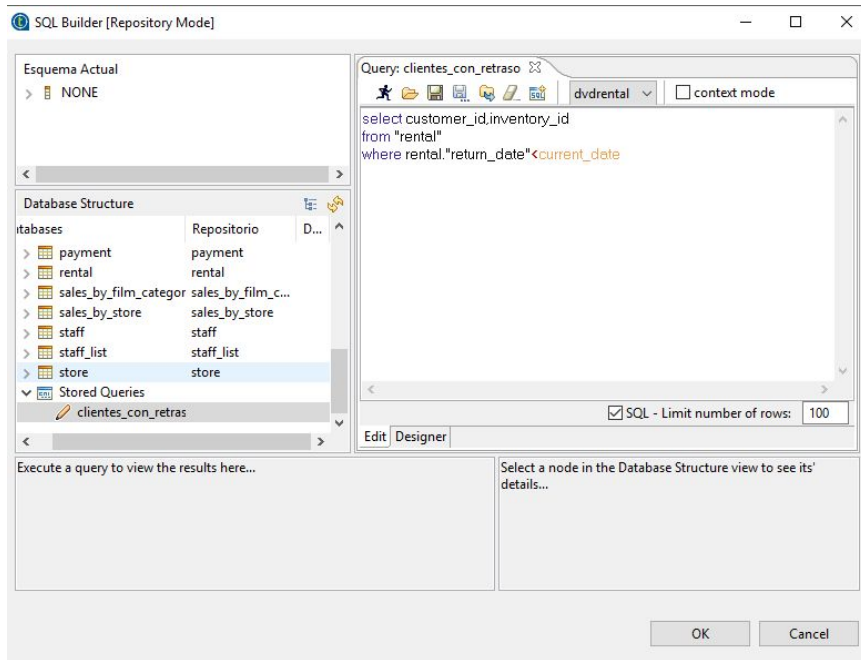 SQL Builder [Repository Mode]
Esquema Actual
NONE
Database Structure
itabases Repositorio D...
payment payment
rental rental
sales_by_film_categor sales_by_film_c...
sales_by_store sales_by_store
staff staff
staff_list staff_list
store store
Stored Queries
clientes_con_retras
Query: clientes_con_retraso
SQL dvdrental context mode
select customer_id,inventory_id
from "rental"
where rental."return_date"<current_date
SQL - Limit number of rows: 100
Edit Designer
Execute a query to view the results here...
Select a node in the Database Structure view to see its'
details...
OK Cancel